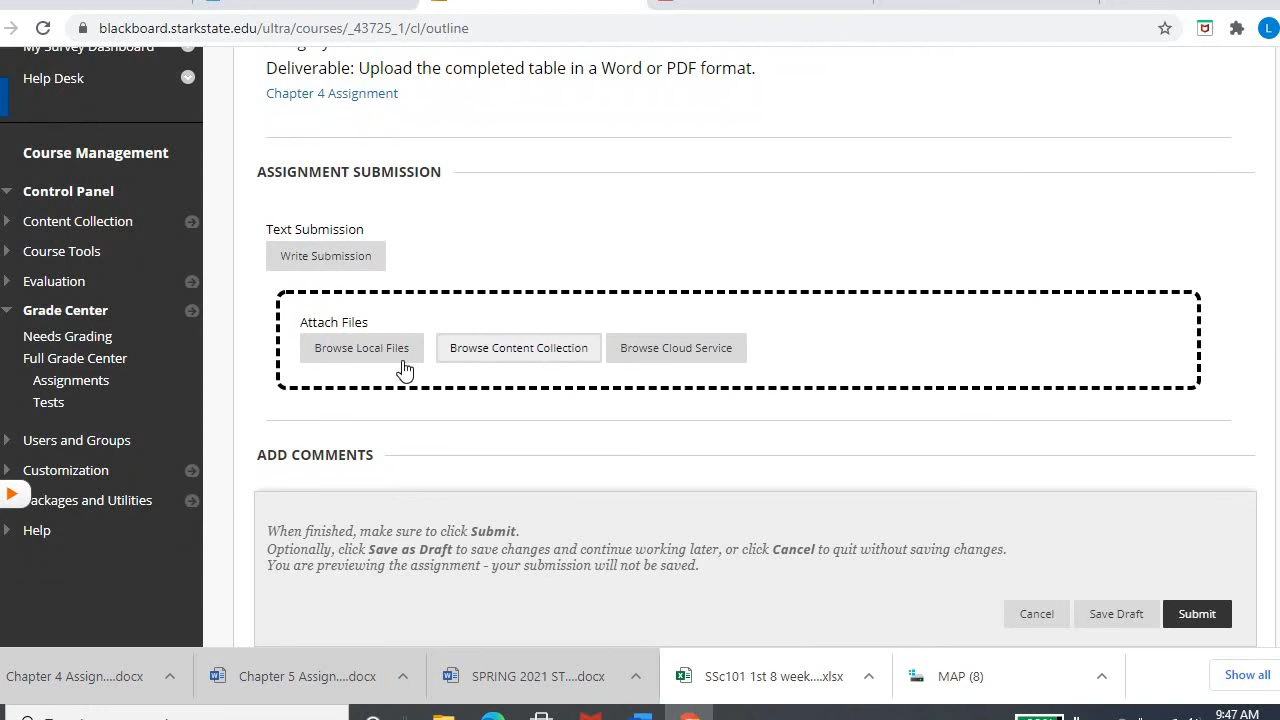 blackboard.starkstate.edu/ultra/courses/_43725_1/cl/outline
L
My Survey Dashboard
Help Desk
Course Management
Control Panel
Content Collection
Course Tools
Evaluation
Grade Center
Needs Grading
Full Grade Center
Assignments
Tests
Users and Groups
Customization
ackages and Utilities
Help
Deliverable: Upload the completed table in a Word or PDF format.
Chapter 4 Assignment
ASSIGNMENT SUBMISSION
Text Submission
Write Submission
Attach Files
Browse Local Files Browse Content Collection Browse Cloud Service
ADD COMMENTS
When finished, make sure to click Submit.
Optionally, click Save as Draft to save changes and continue working later, or click Cancel to quit without saving changes.
You are previewing the assignment - your submission will not be saved.
Cancel Save Draft Submit
Chapter 4 Assign....docx Chapter 5 Assign....docx SPRING 2021 ST....docx SSc101 1st 8 week....xlsx MAP (8) Show all
9:47 AM